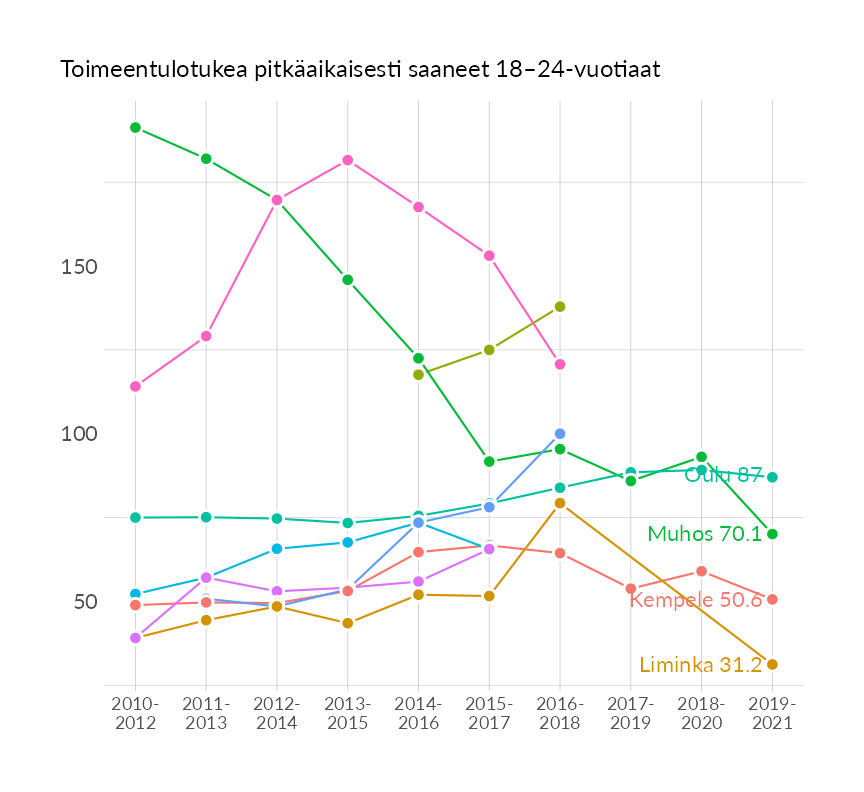 Toimeentulotukea pitkäaikaisesti saaneet 18–24-vuotiaat
150
100
50
Oulu 87
Muhos 70.1
Kempele 50.6
Liminka 31.2
2010- 2011- 2012- 2013- 2014- 2015- 2016- 2017- 2018- 2019-
2012 2013 2014 2015 2016 2017 2018 2019 2020 2021